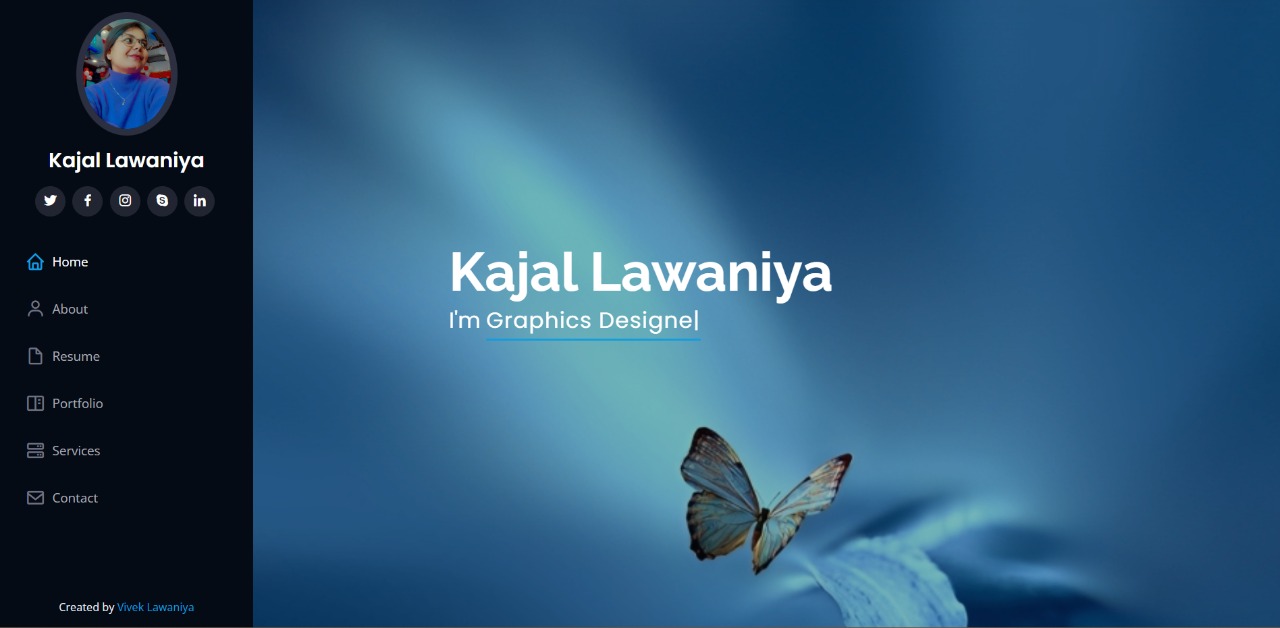 Kajal Lawaniya
Home
About
Resume
Portfolio
Services
Contact
Created by Vivek Lawaniya
Kajal Lawaniya
I'm Graphics Designe|